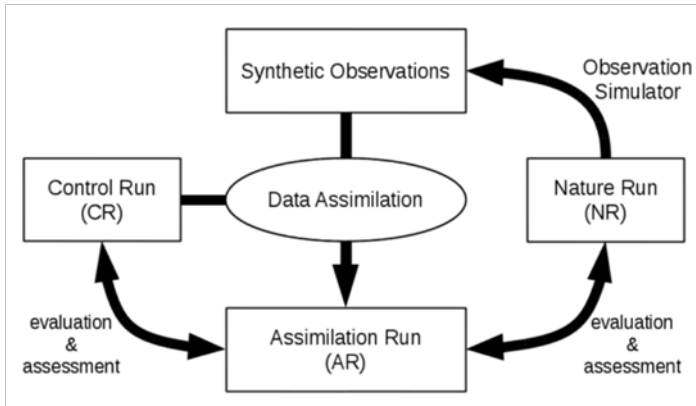 Synthetic Observations
Observation
Simulator
Control Run
(CR)
Data Assimilation
Nature Run
(NR)
evaluation
&
assessment
Assimilation Run
(AR)
evaluation
&
assessment